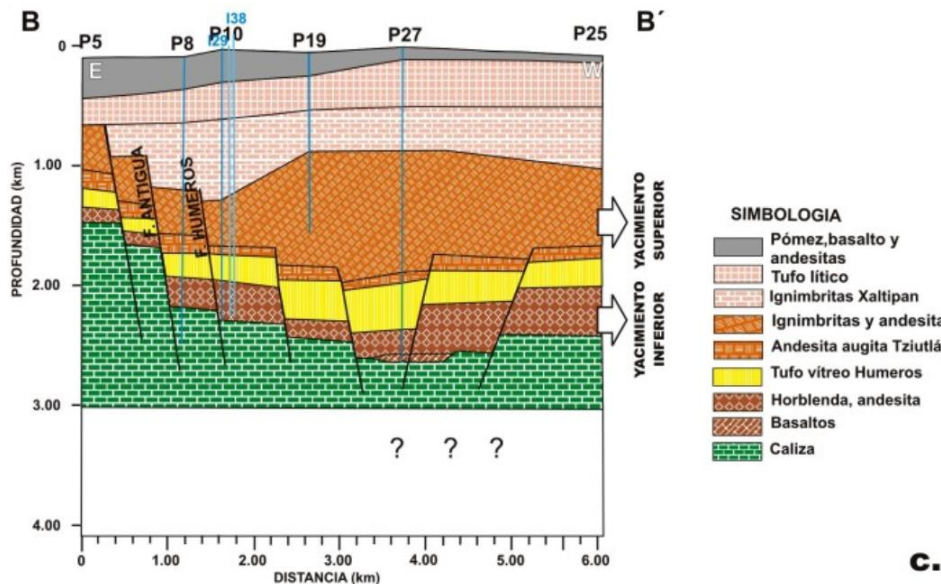 B
I38
B´
P5
P8
P10
I29
P19
P27
P25
E
W
0
1.00
2.00
3.00
4.00
PROFUNDIDAD (km)
F. ANTIGUA
F. HUMEROS
? ? ?
0
1.00
2.00
3.00
4.00
5.00
6.00
DISTANCIA (km)
YACIMIENTO
SUPERIOR
YACIMIENTO
INFERIOR
SIMBOLOGIA
Pómez,basalto y
andesitas
Tufo lítico
Ignimbritas Xaltipan
Ignimbritas y andesita
Andesita augita Tziutlá
Tufo vítreo Humeros
Horblenda, andesita
Basaltos
Caliza
c.